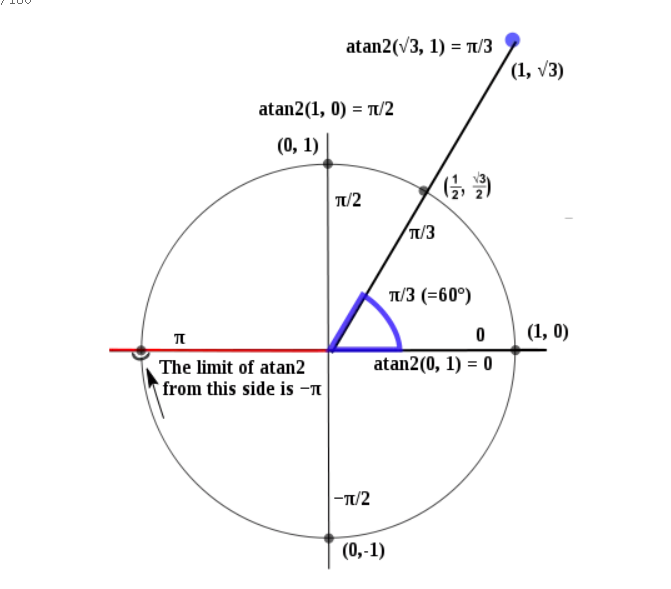 atan2(√3, 1) = π/3
(1, √3)
atan2(1, 0) = π/2
(0, 1)
(1/2, √3/2)
π/2
π/3
π/3 (=60°)
π
0
(1, 0)
The limit of atan2
from this side is −π
atan2(0, 1) = 0
−π/2
(0,-1)